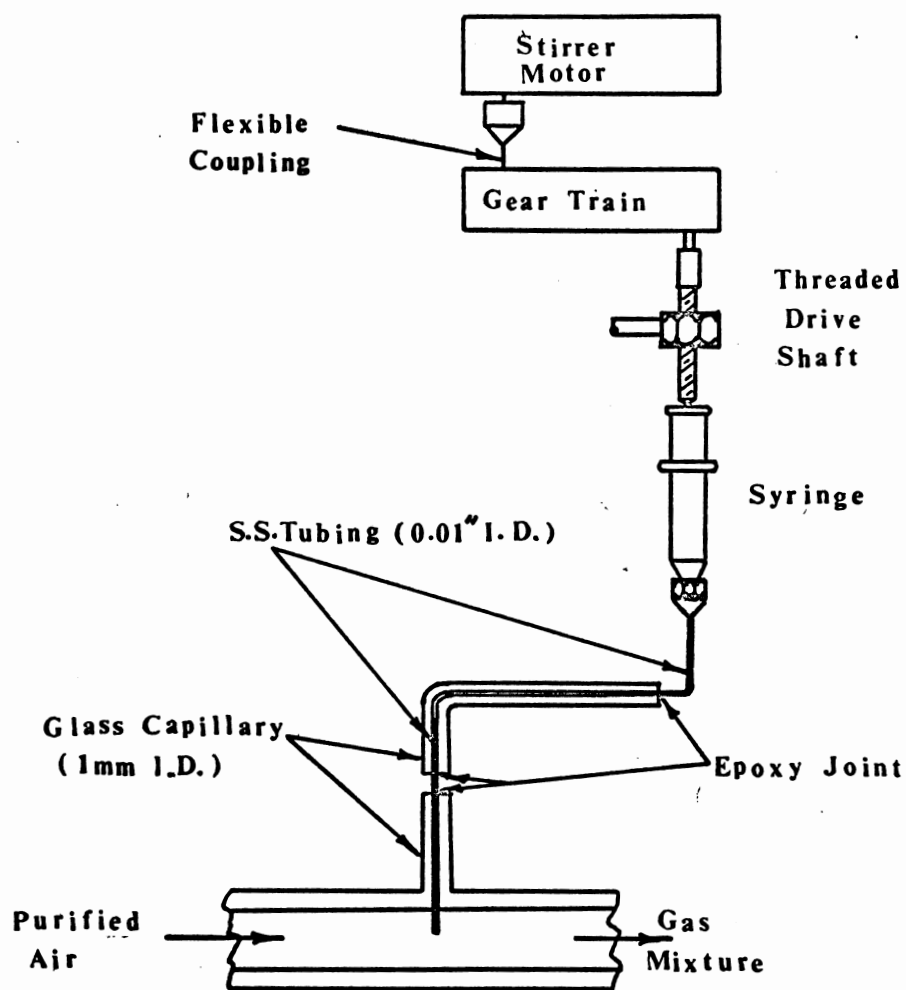 Stirrer
Motor
Flexible
Coupling
Gear Train
Threaded
Drive
Shaft
Syringe
S.S.Tubing (0.01" I.D.)
Glass Capillary
(1mm I.D.)
Epoxy Joint
Purified
Air
Gas
Mixture